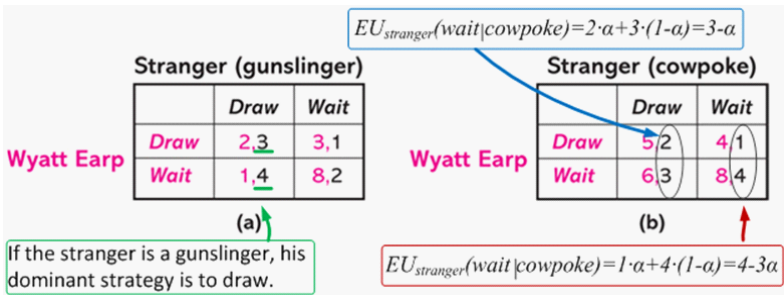 EUstranger(wait|cowpoke)=2·α+3·(1-α)=3-α
Stranger (gunslinger)
Draw Wait
Wyatt Earp
Draw 2,3 3,1
Wait 1,4 8,2
(a)
If the stranger is a gunslinger, his
dominant strategy is to draw.
Stranger (cowpoke)
Draw Wait
Wyatt Earp
Draw 5,2 4,1
Wait 6,3 8,4
(b)
EUstranger(wait|cowpoke)=1·α+4·(1-α)=4-3α